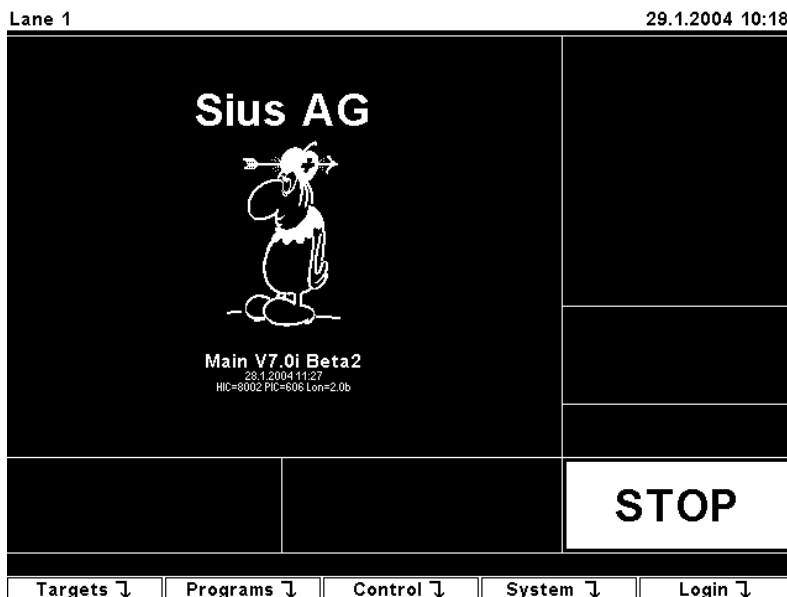 Lane 1 29.1.2004 10:18
Sius AG
Main V7.0i Beta2
28.1.2004 11:27
HIC=8002 PIC=606 Lon=2.0b
STOP
Targets Programs Control System Login